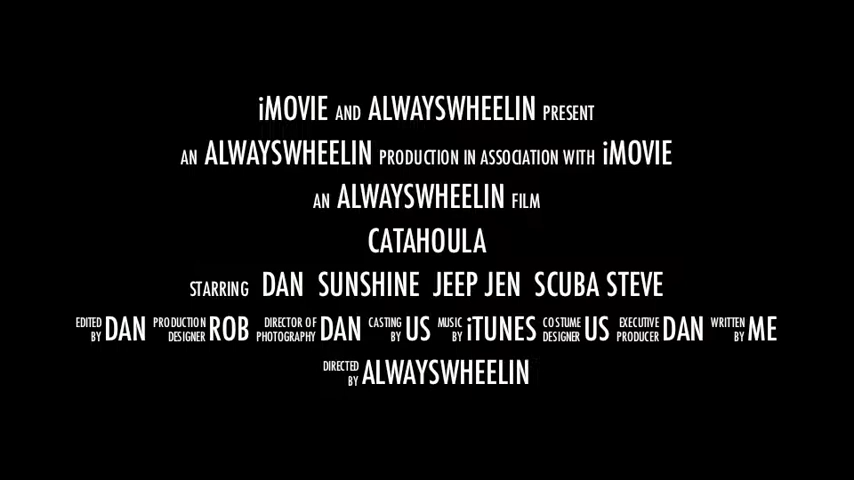 iMOVIE AND ALWAYSWHEELIN PRESENT
AN ALWAYSWHEELIN PRODUCTION IN ASSOCIATION WITH iMOVIE
AN ALWAYSWHEELIN FILM
CATAHOULA
STARRING DAN SUNSHINE JEEP JEN SCUBA STEVE
EDITED BY DAN PRODUCTION DESIGNER ROB DIRECTOR OF PHOTOGRAPHY DAN CASTING BY US MUSIC BY iTUNES COSTUME DESIGNER US EXECUTIVE PRODUCER DAN WRITTEN BY ME
DIRECTED BY ALWAYSWHEELIN